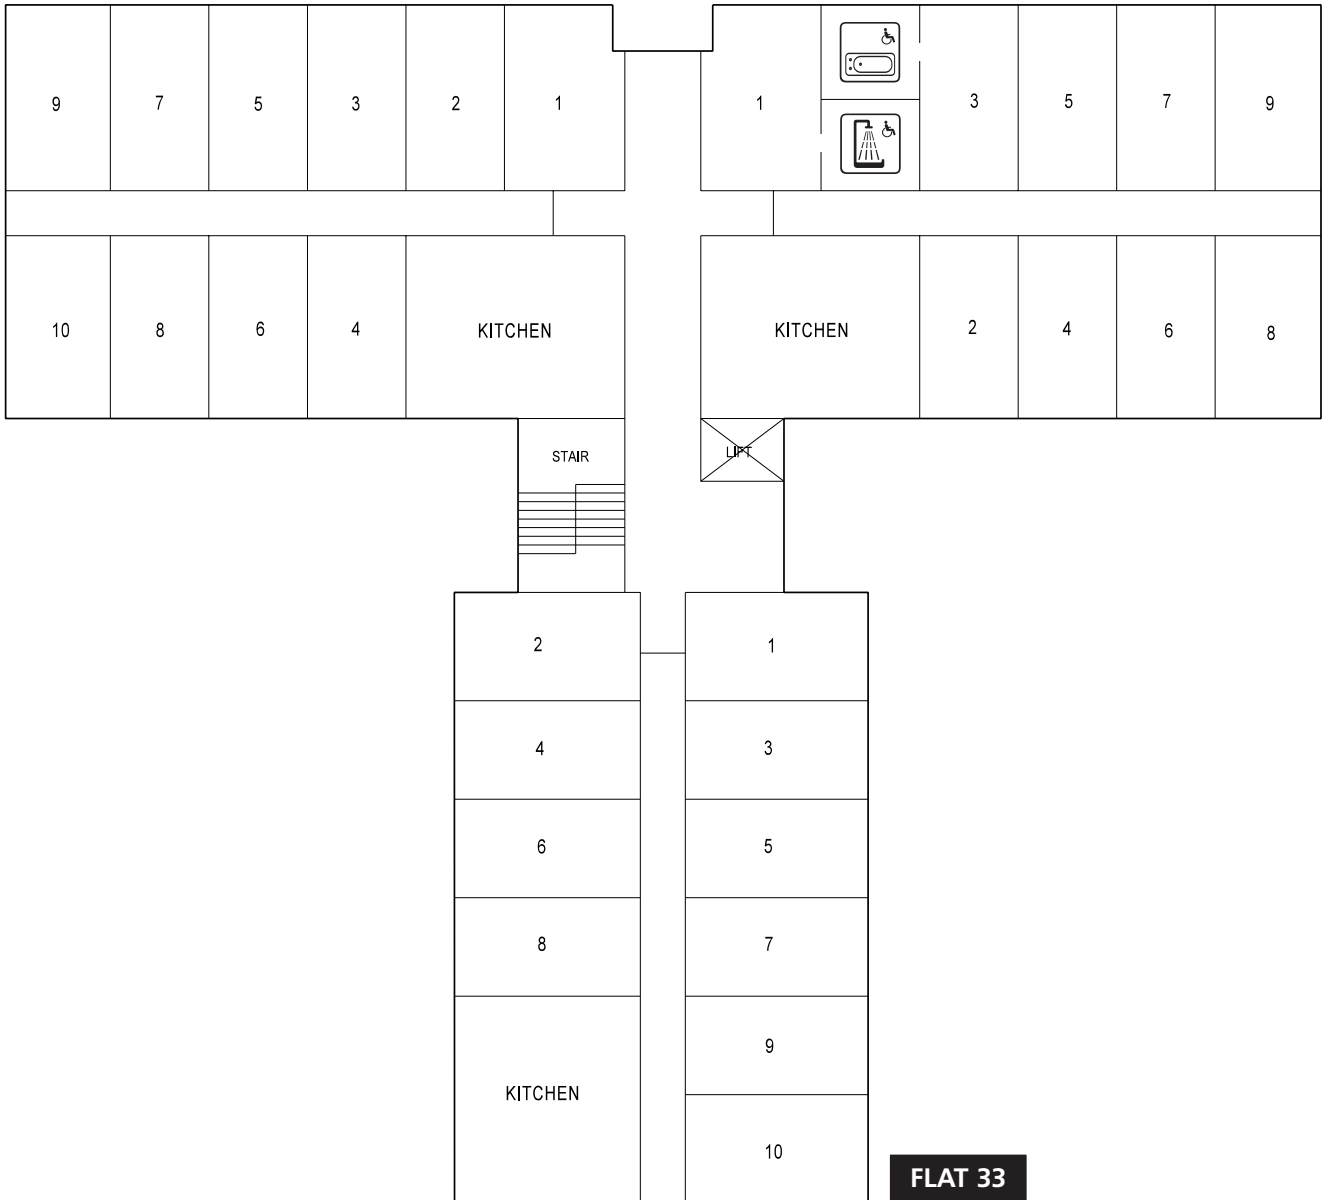 9 7 5 3 2 1 1 3 5 7 9
10 8 6 4 KITCHEN KITCHEN 2 4 6 8
STAIR LIFT
2 1
4 3
6 5
8 7
9
KITCHEN
10
FLAT 33